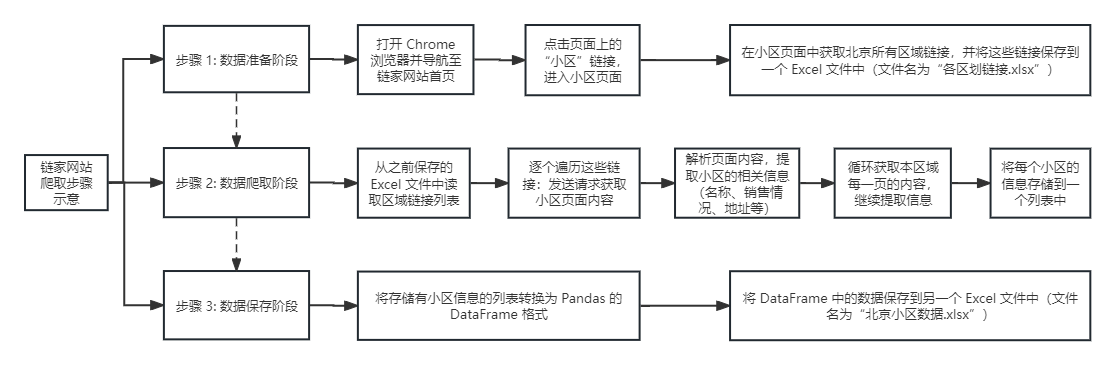 链家网站
爬取步骤
示意
步骤 1: 数据准备阶段
打开 Chrome
浏览器并导航至
链家网站首页
点击页面上的
“小区”链接，
进入小区页面
在小区页面中获取北京所有区域链接，并将这些链接保存到
一个 Excel 文件中（文件名为“各区划链接.xlsx”）
步骤 2: 数据爬取阶段
从之前保存的
Excel 文件中读
取区域链接列表
逐个遍历这些链
接：发送请求获取
小区页面内容
解析页面内容，提
取小区的相关信息
（名称、销售情
况、地址等）
循环获取本区域
每一页的内容，
继续提取信息
将每个小区的
信息存储到一
个列表中
步骤 3: 数据保存阶段
将存储有小区信息的列表转换为 Pandas 的
DataFrame 格式
将 DataFrame 中的数据保存到另一个 Excel 文件中（文件
名为“北京小区数据.xlsx”）